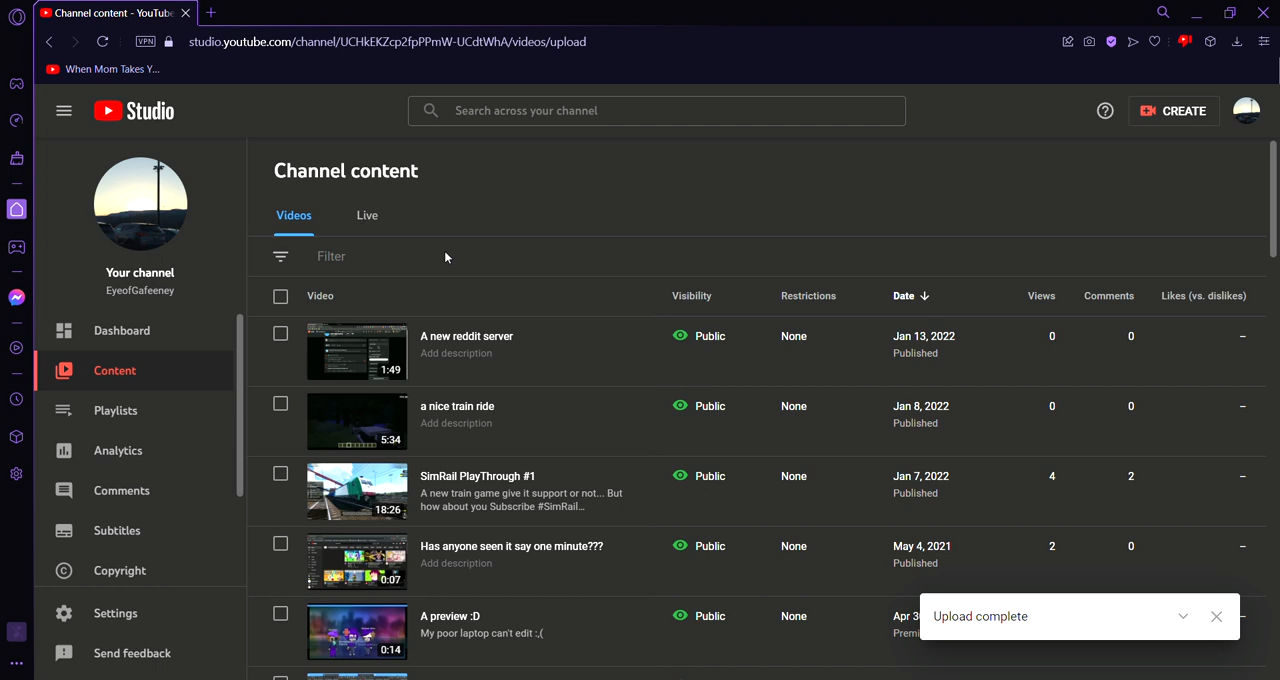 Channel content - YouTube
VPN
studio.youtube.com/channel/UCHkEKZcp2fpPPmW-UCdtWhA/videos/upload
When Mom Takes Y...
Studio
Search across your channel
CREATE
Your channel
EyeofGafeeney
Dashboard
Content
Playlists
Analytics
Comments
Subtitles
Copyright
Settings
Send feedback
Channel content
Videos Live
Filter
Video Visibility Restrictions Date Views Comments Likes (vs. dislikes)
1:49
A new reddit server Public None Jan 13, 2022 0 0 –
Add description Published
5:34
a nice train ride Public None Jan 8, 2022 0 0 –
Add description Published
18:26
SimRail PlayThrough #1 Public None Jan 7, 2022 4 2 –
A new train game give it support or not... But Published
how about you Subscribe #SimRail...
0:07
Has anyone seen it say one minute??? Public None May 4, 2021 2 0 –
Add description Published
0:14
A preview :D Public None Apr 3
My poor laptop can't edit :,( Premi
Upload complete